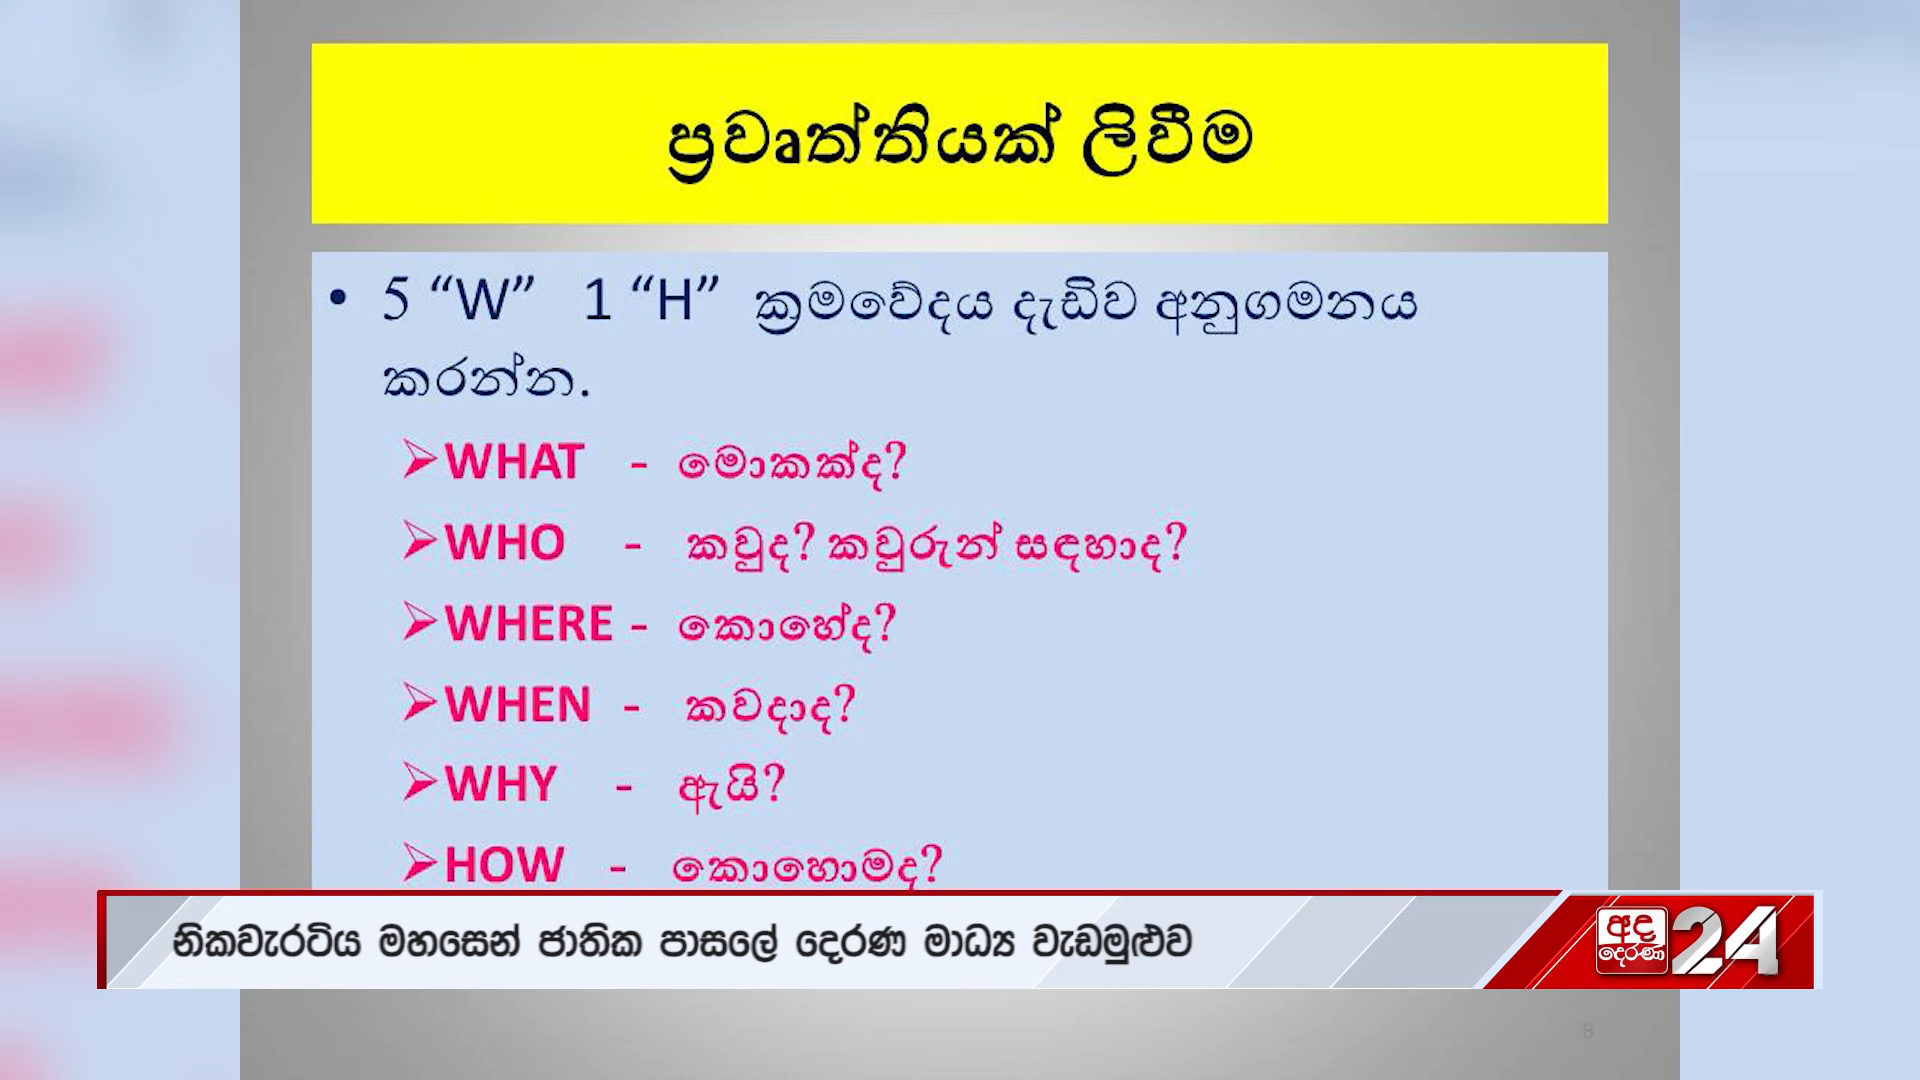 ප්‍රවෘත්තියක් ලිවීම
• 5 “W” 1 “H” ක්‍රමවේදය දැඩිව අනුගමනය
කරන්න.
➢WHAT - මොකක්ද?
➢WHO - කවුද? කවුරුන් සඳහාද?
➢WHERE - කොහේද?
➢WHEN - කවදාද?
➢WHY - ඇයි?
➢HOW - කොහොමද?
නිකවැරටිය මහසෙන් ජාතික පාසලේ දෙරණ මාධ්‍ය වැඩමුළුව
අද දෙරණ 24
8